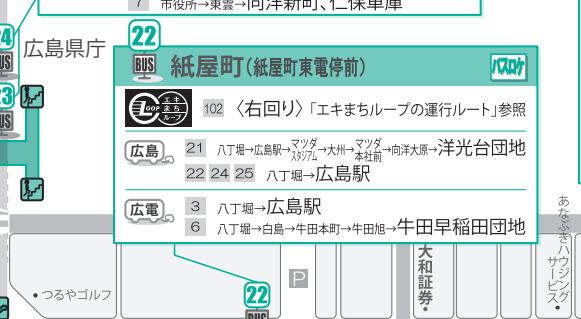 7 市役所→東雲→向洋新町、仁保車庫
24
BUS
広島県庁
23
BUS
22
BUS
紙屋町(紙屋町東電停前)
バスロケ
LOOP エキまちループ
102 〈右回り〉「エキまちループの運行ルート」参照
広島 21 八丁堀→広島駅→マツダスタジアム→大州→マツダ本社前→向洋大原→洋光台団地
22 24 25 八丁堀→広島駅
広電 3 八丁堀→広島駅
6 八丁堀→白島→牛田本町→牛田旭→牛田早稲田団地
つるやゴルフ
P
22
BUS
大和証券
あなぶきハウジングサービス